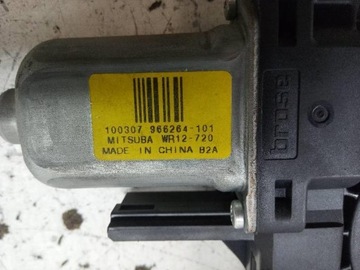 100307 966264-101
MITSUBA WR12-720
MADE IN CHINA B2A
brose